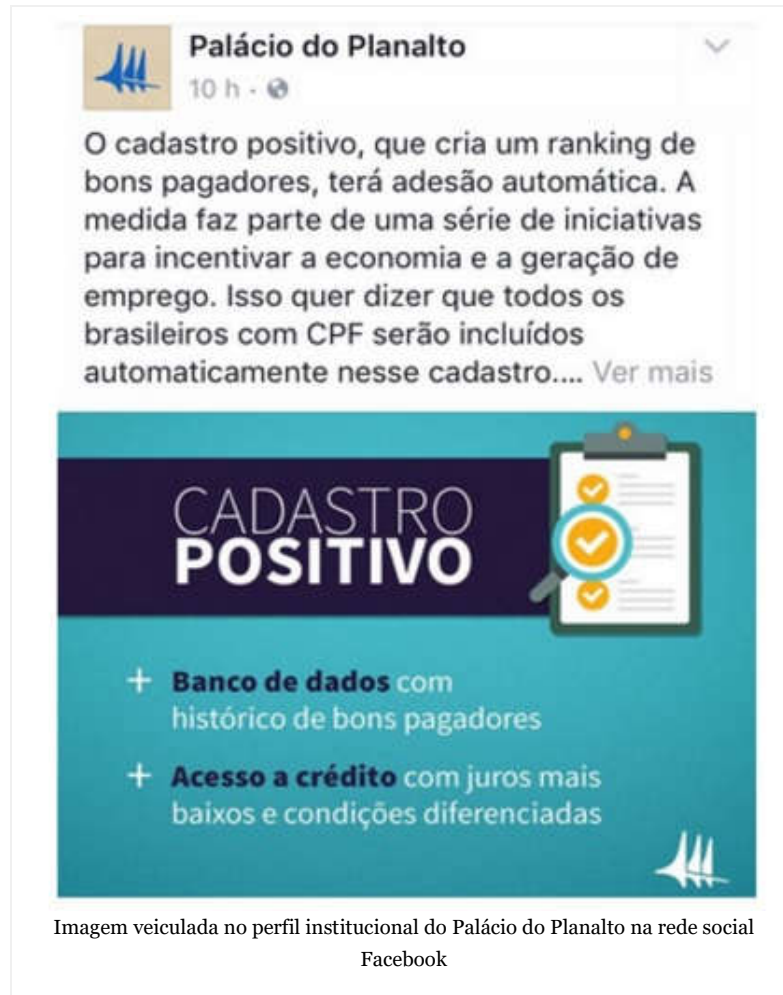 Palácio do Planalto
10 h ·
O cadastro positivo, que cria um ranking de
bons pagadores, terá adesão automática. A
medida faz parte de uma série de iniciativas
para incentivar a economia e a geração de
emprego. Isso quer dizer que todos os
brasileiros com CPF serão incluídos
automaticamente nesse cadastro.... Ver mais
CADASTRO
POSITIVO
+ Banco de dados com
histórico de bons pagadores
+ Acesso a crédito com juros mais
baixos e condições diferenciadas
Imagem veiculada no perfil institucional do Palácio do Planalto na rede social
Facebook